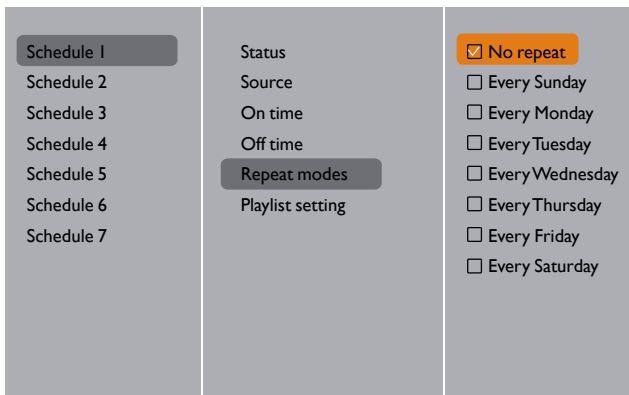 Schedule 1
Schedule 2
Schedule 3
Schedule 4
Schedule 5
Schedule 6
Schedule 7
Status
Source
On time
Off time
Repeat modes
Playlist setting
No repeat
Every Sunday
Every Monday
Every Tuesday
Every Wednesday
Every Thursday
Every Friday
Every Saturday